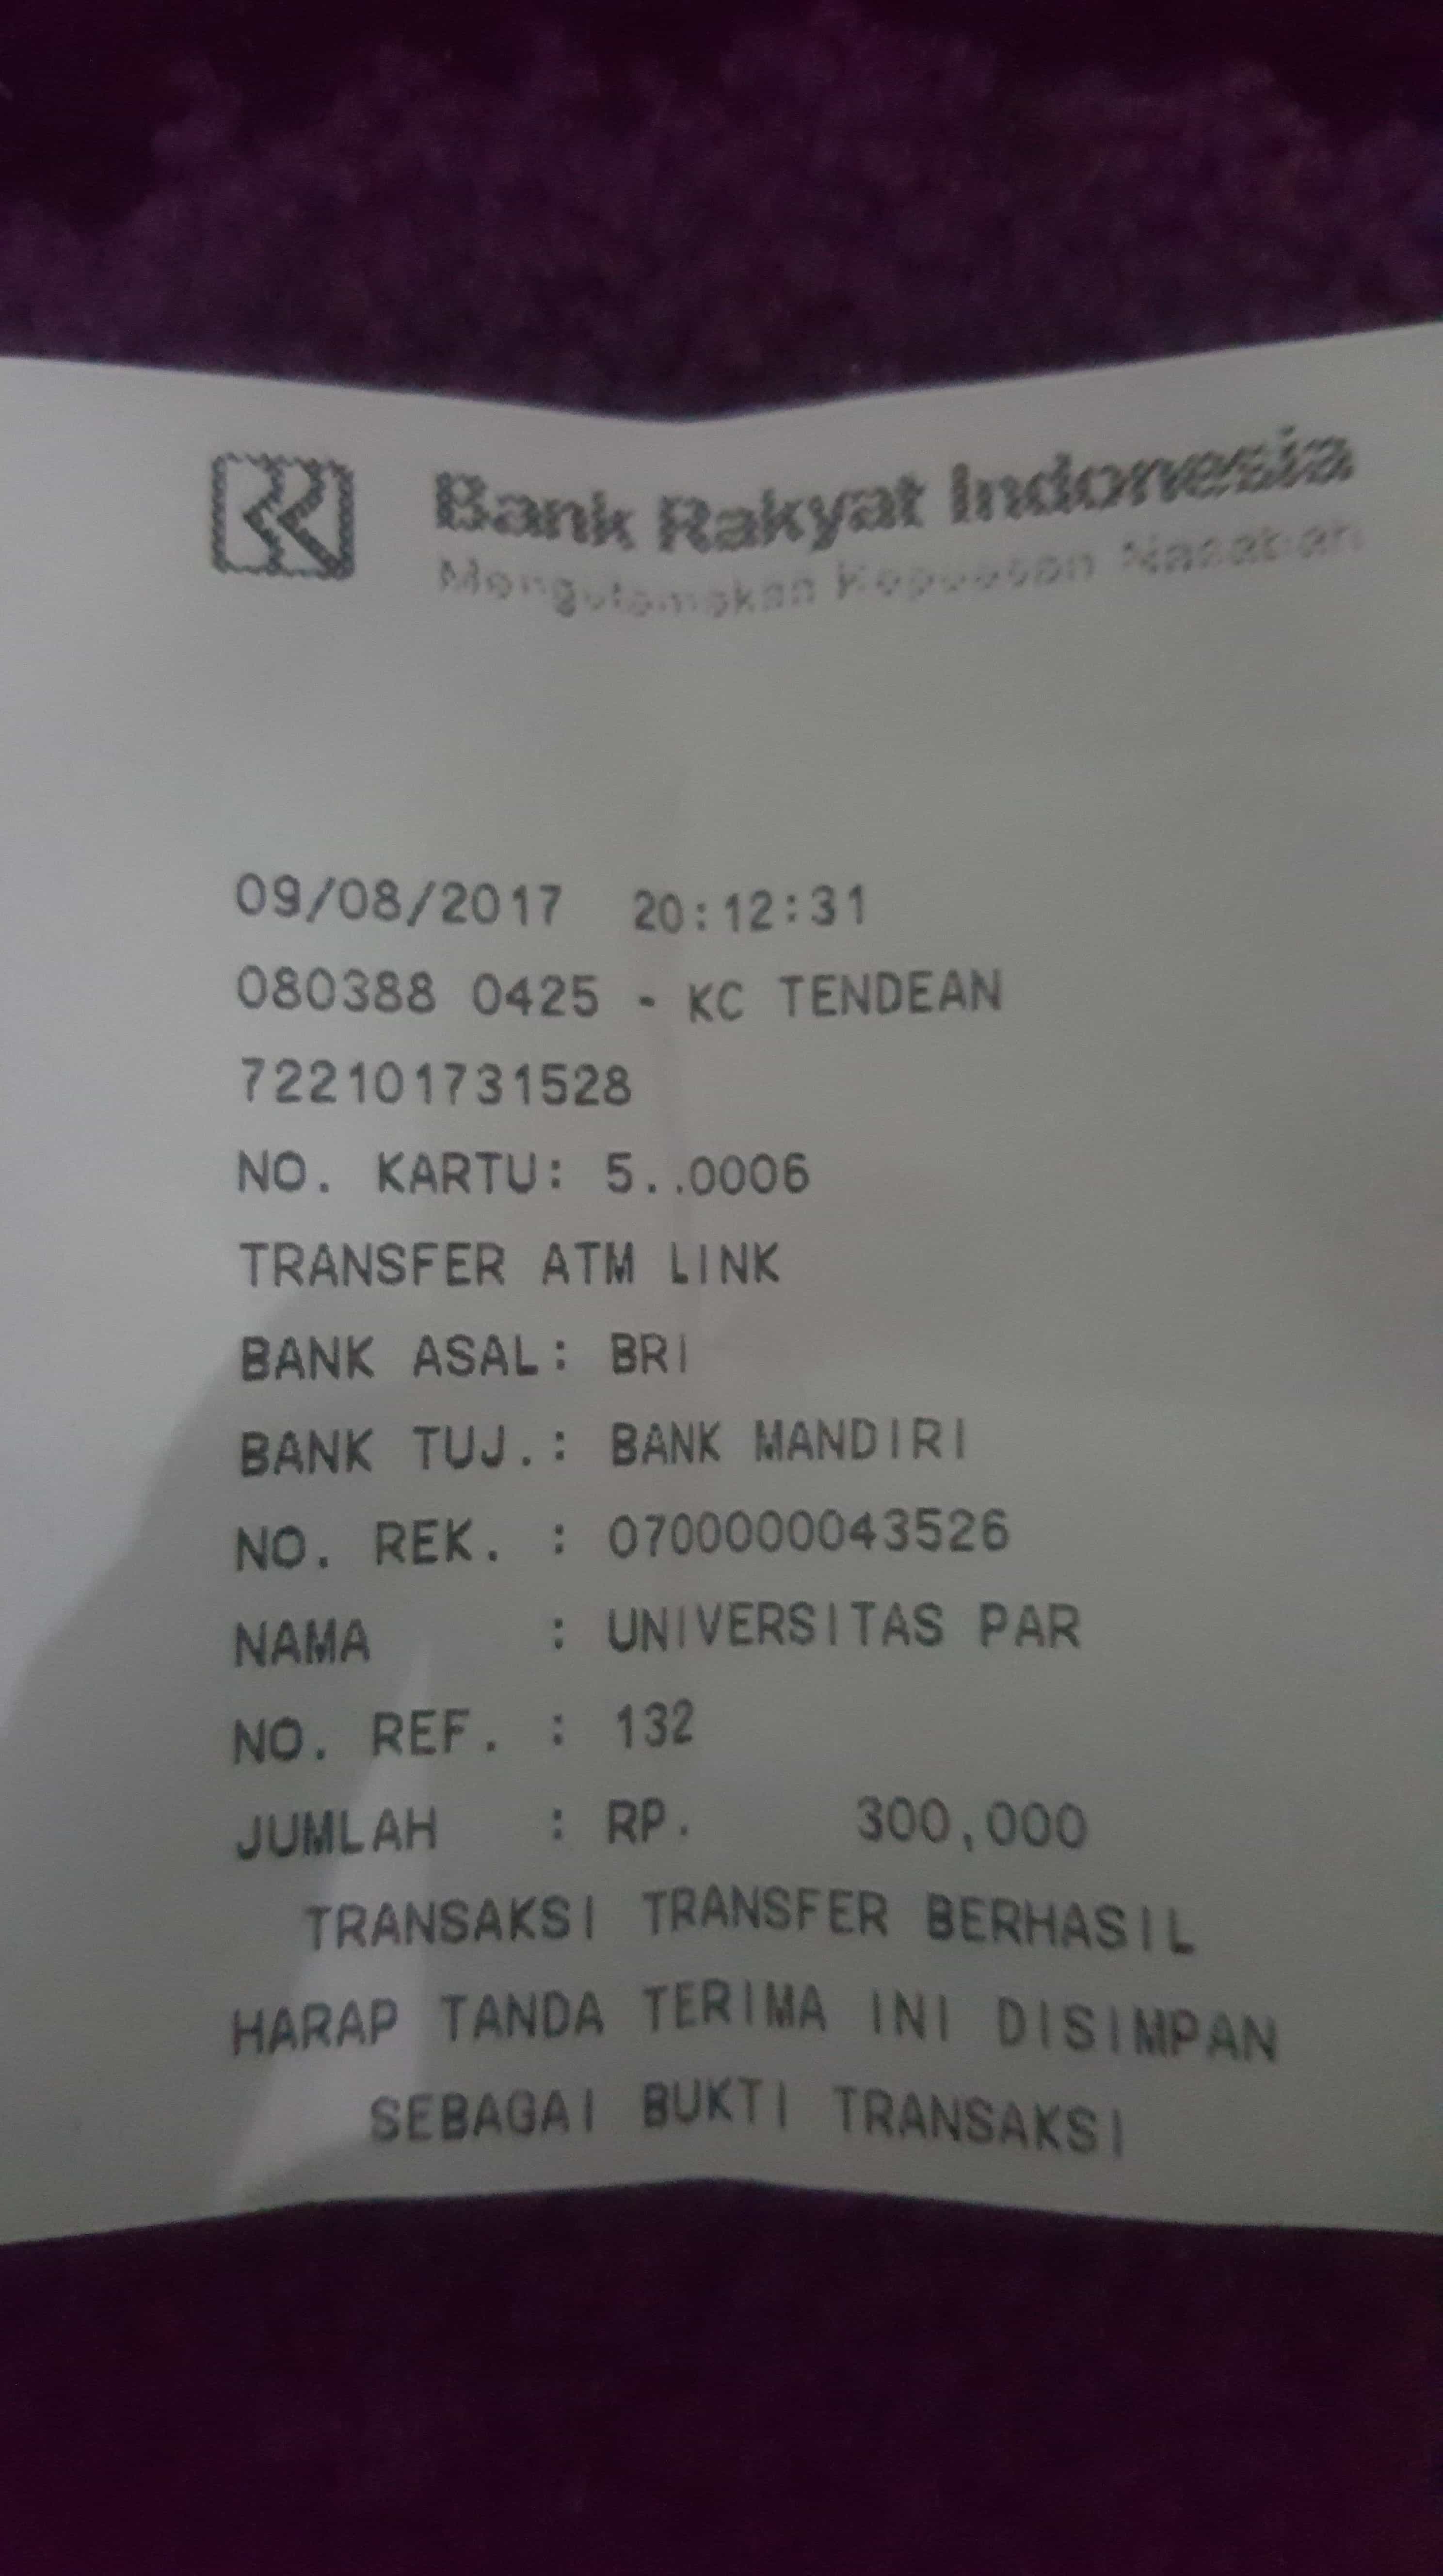 Bank Rakyat Indonesia
Mengutamakan Kepuasan Nasabah
09/08/2017 20:12:31
080388 0425 - KC TENDEAN
722101731528
NO. KARTU: 5..0006
TRANSFER ATM LINK
BANK ASAL: BRI
BANK TUJ.: BANK MANDIRI
NO. REK. : 0700000043526
NAMA : UNIVERSITAS PAR
NO. REF. : 132
JUMLAH : RP. 300,000
TRANSAKSI TRANSFER BERHASIL
HARAP TANDA TERIMA INI DISIMPAN
SEBAGAI BUKTI TRANSAKSI